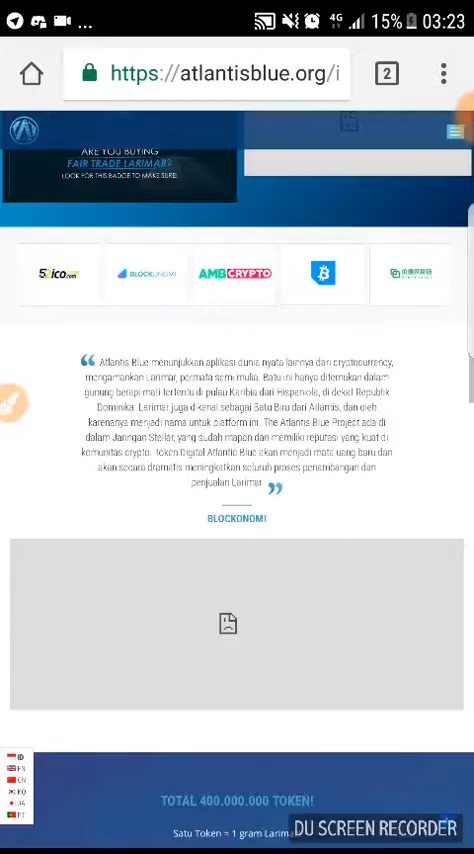 4G 15% 03:23
https://atlantisblue.org/i
2
ARE YOU BUYING
FAIR TRADE LARIMAR?
LOOK FOR THIS BADGE TO MAKE SURE!
52ico.com BLOCKONOMI AMBCRYPTO
“ Atlantis Blue menunjukkan aplikasi dunia nyata lainnya dari cryptocurrency,
mengamankan Larimar, permata semi mulia. Batu ini hanya ditemukan dalam
gunung berapi mati tertentu di pulau Karibia dari Hispaniola, di dekat Republik
Dominika. Larimar juga dikenal sebagai Batu Biru dari Atlantis, dan oleh
karenanya menjadi nama untuk platform ini. The Atlantis Blue Project ada di
dalam Jaringan Stellar, yang sudah mapan dan memiliki reputasi yang kuat di
komunitas crypto. Token Digital Atlantic Blue akan menjadi mata uang baru dan
akan secara dramatis meningkatkan seluruh proses penambangan dan
penjualan Larimar ”
BLOCKONOMI
ID
EN
CN
KO
JA
PT
TOTAL 400.000.000 TOKEN!
Satu Token = 1 gram Larimar
DU SCREEN RECORDER